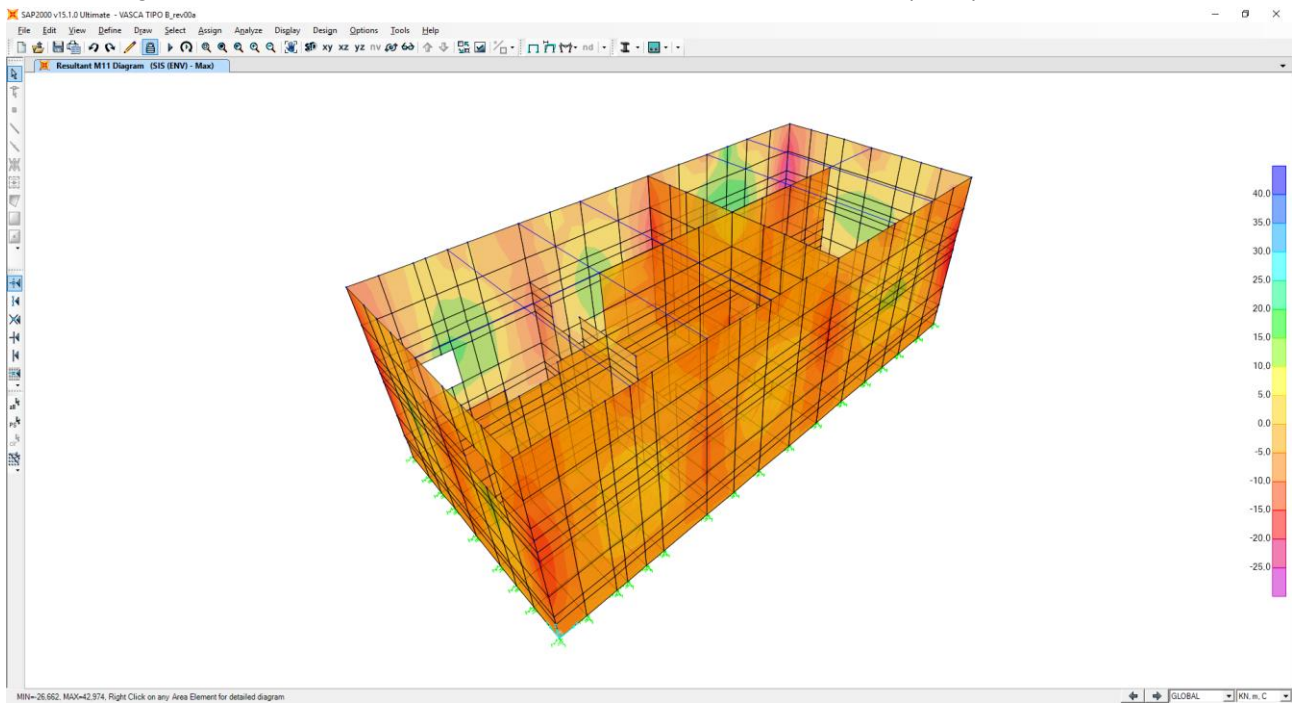 SAP2000 v15.1.0 Ultimate - VASCA TIPO B_rev00a
File Edit View Define Draw Select Assign Analyze Display Design Options Tools Help
xy xz yz nv nd
Resultant M11 Diagram (SIS (ENV) - Max)
40.0
35.0
30.0
25.0
20.0
15.0
10.0
5.0
0.0
-5.0
-10.0
-15.0
-20.0
-25.0
MIN=-26.662, MAX=42.974, Right Click on any Area Element for detailed diagram
GLOBAL KN, m, C